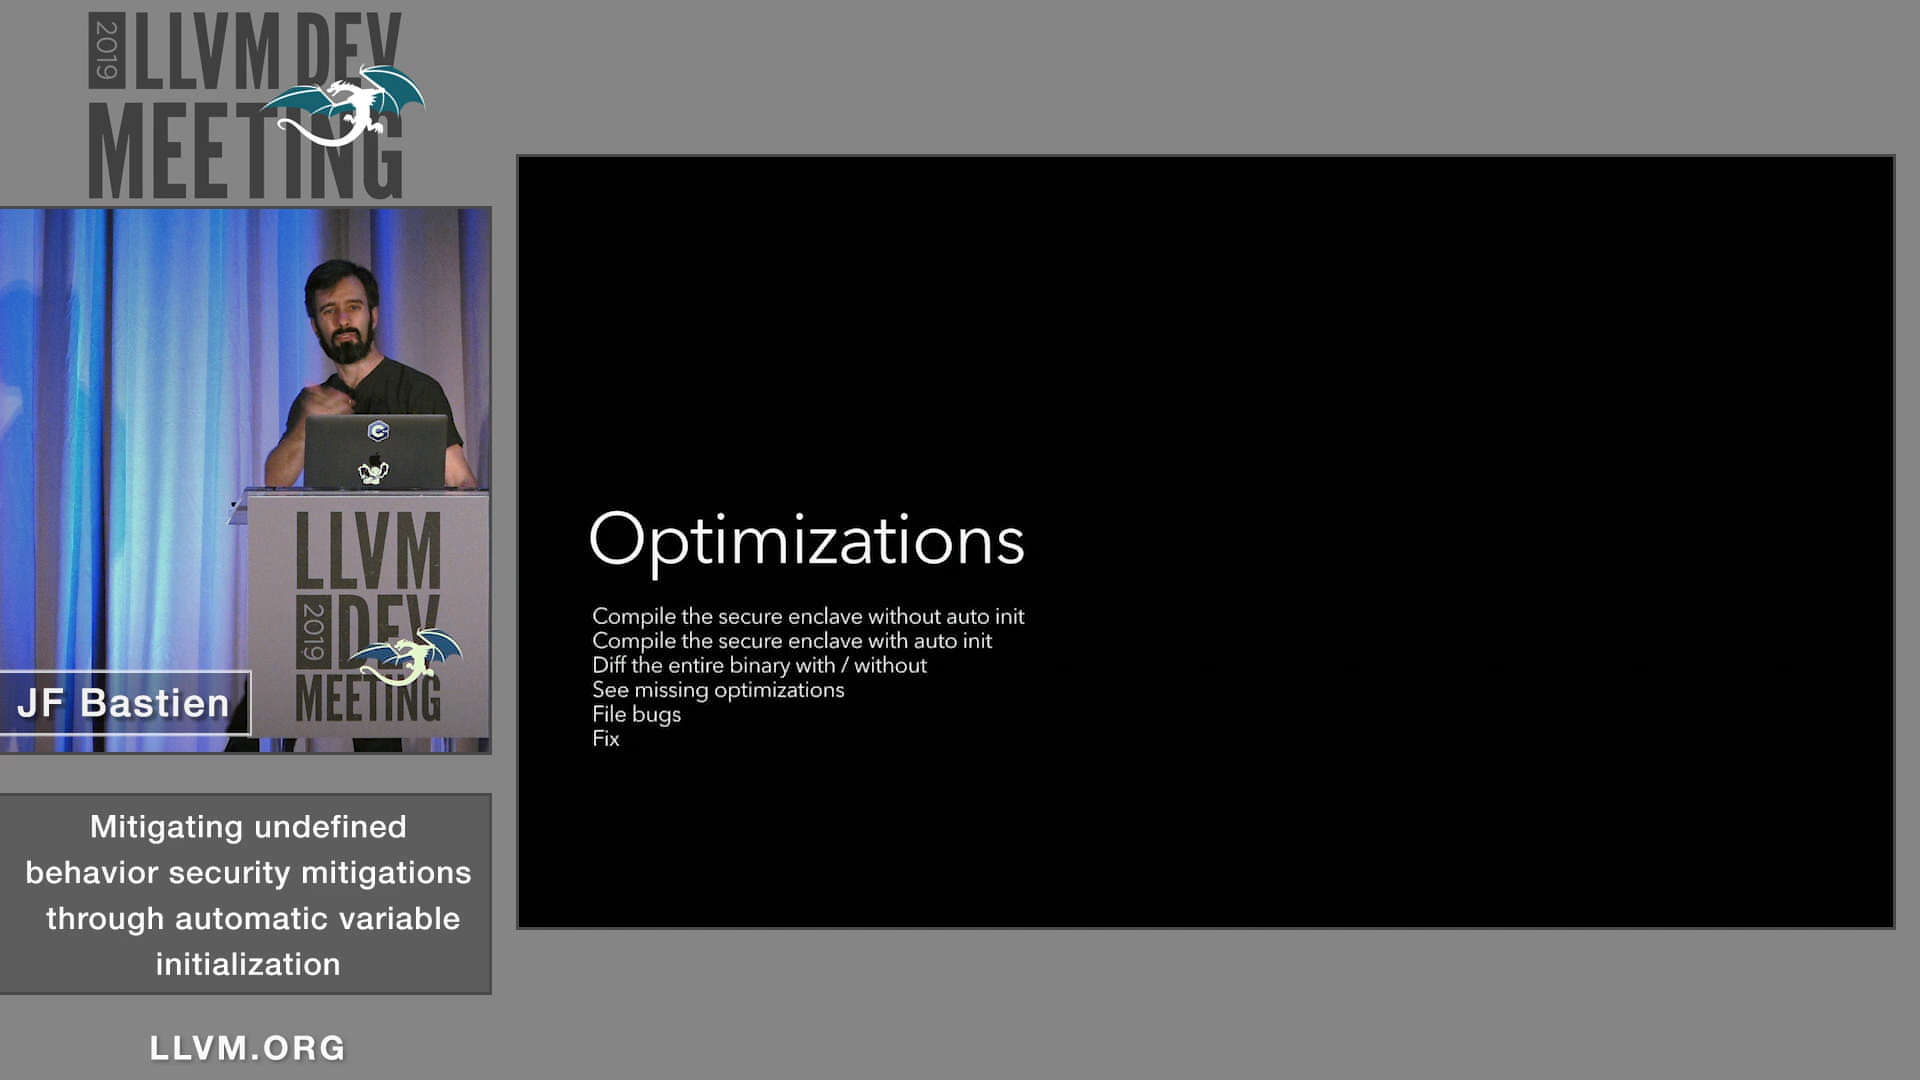 2019
LLVM DEV
MEETING
LLVM
2019
DEV
MEETING
JF Bastien
Mitigating undefined
behavior security mitigations
through automatic variable
initialization
LLVM.ORG
Optimizations
Compile the secure enclave without auto init
Compile the secure enclave with auto init
Diff the entire binary with / without
See missing optimizations
File bugs
Fix